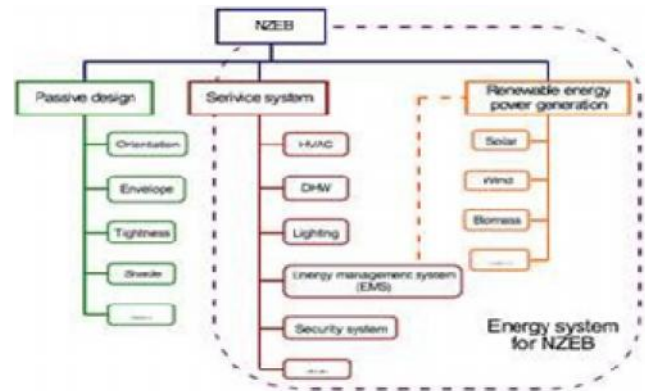 NZEB
Passive design
Serivice system
Renewable energy
power generation
Orientation
Envelope
Tightness
Shade
HVAC
DHW
Lighting
Energy management system
(EMS)
Security system
Solar
Wind
Biomass
Energy system
for NZEB